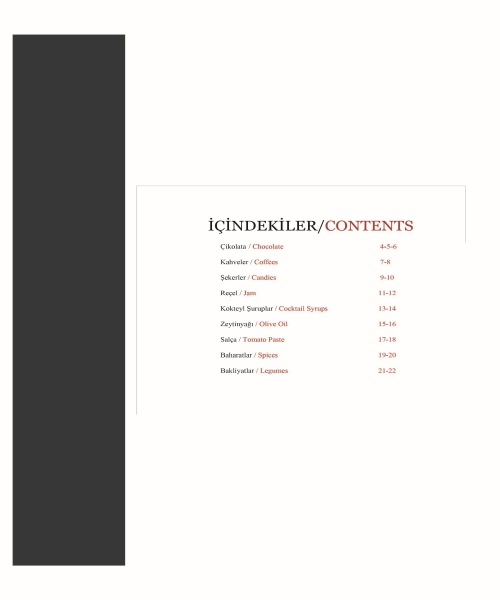 İÇİNDEKİLER/CONTENTS
Çikolata / Chocolate 4-5-6
Kahveler / Coffees 7-8
Şekerler / Candies 9-10
Reçel / Jam 11-12
Kokteyl Şuruplar / Cocktail Syrups 13-14
Zeytinyağı / Olive Oil 15-16
Salça / Tomato Paste 17-18
Baharatlar / Spices 19-20
Bakliyatlar / Legumes 21-22